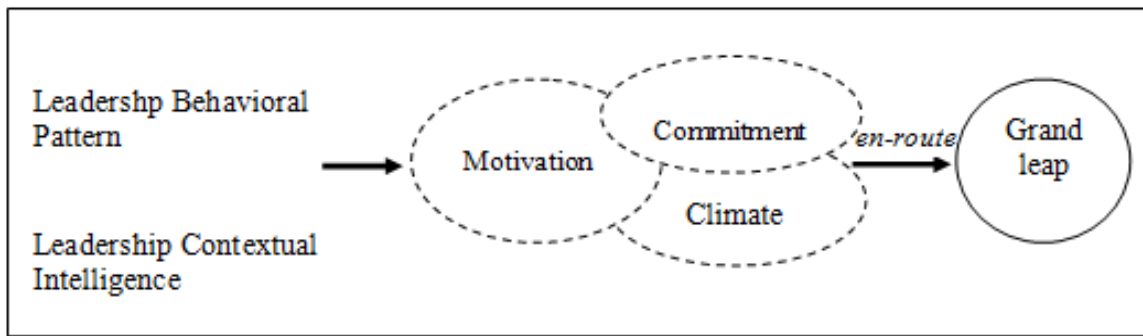 Leadershp Behavioral
Pattern
Leadership Contextual
Intelligence
Motivation
Commitment
Climate
en-route
Grand
leap